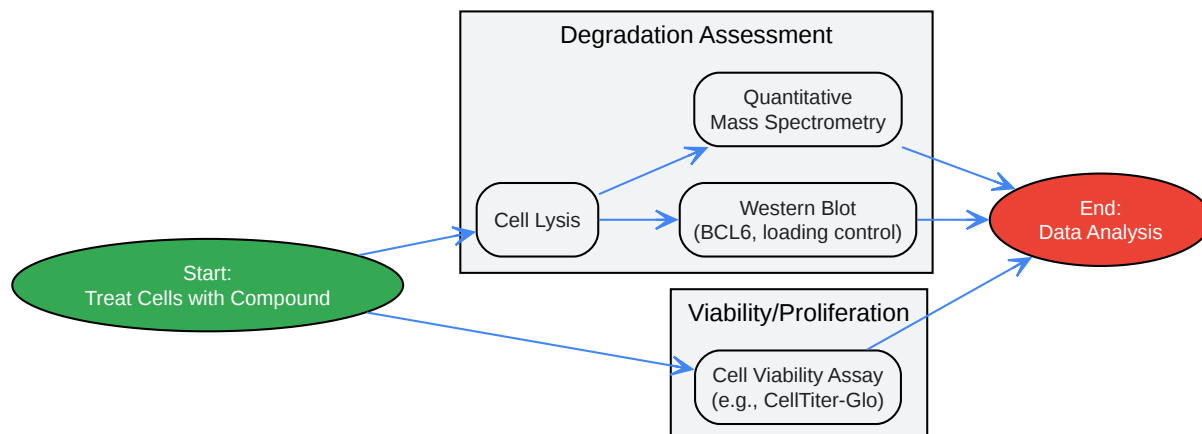 Degradation Assessment
Quantitative
Mass Spectrometry
Cell Lysis
Western Blot
(BCL6, loading control)
End:
Data Analysis
Start:
Treat Cells with Compound
Viability/Proliferation
Cell Viability Assay
(e.g., CellTiter-Glo)